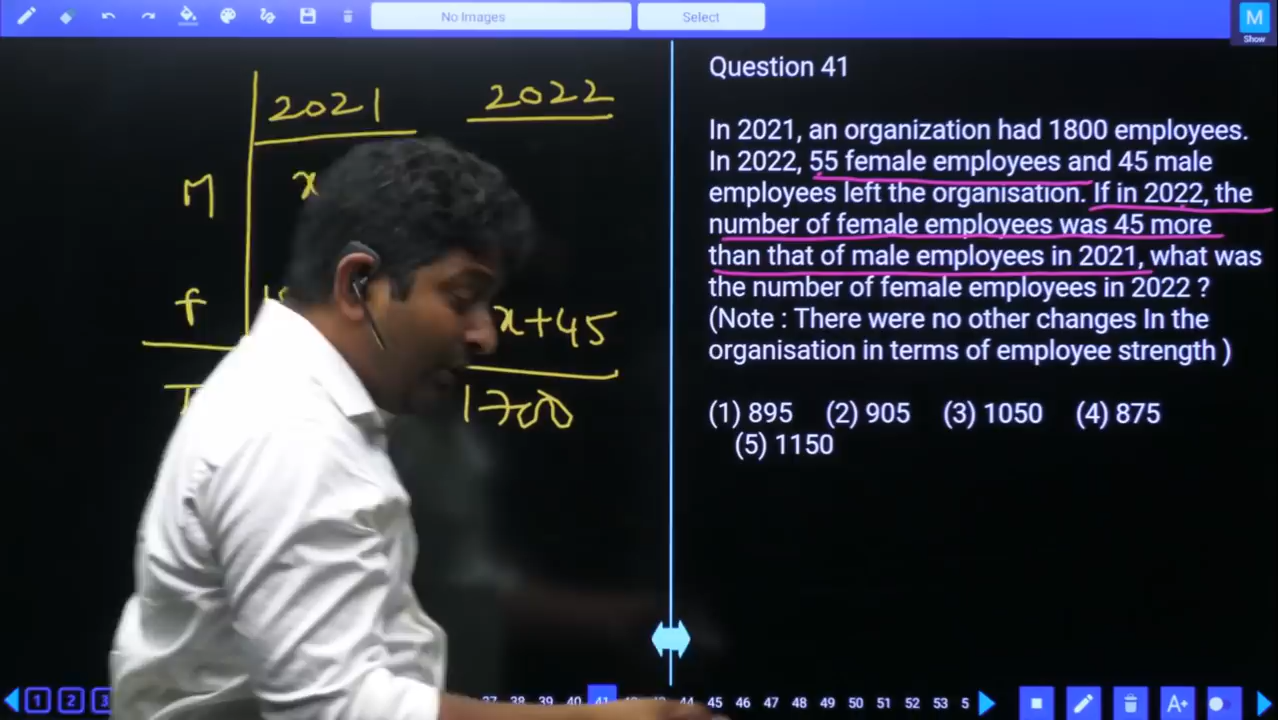 No Images
Select
M
Show
2021
2022
M
x
f
x+45
T
1700
Question 41
In 2021, an organization had 1800 employees.
In 2022, 55 female employees and 45 male
employees left the organisation. If in 2022, the
number of female employees was 45 more
than that of male employees in 2021, what was
the number of female employees in 2022 ?
(Note : There were no other changes In the
organisation in terms of employee strength )
(1) 895 (2) 905 (3) 1050 (4) 875
(5) 1150
1 2 3 38 39 40 41 44 45 46 47 48 49 50 51 52 53 5
A+